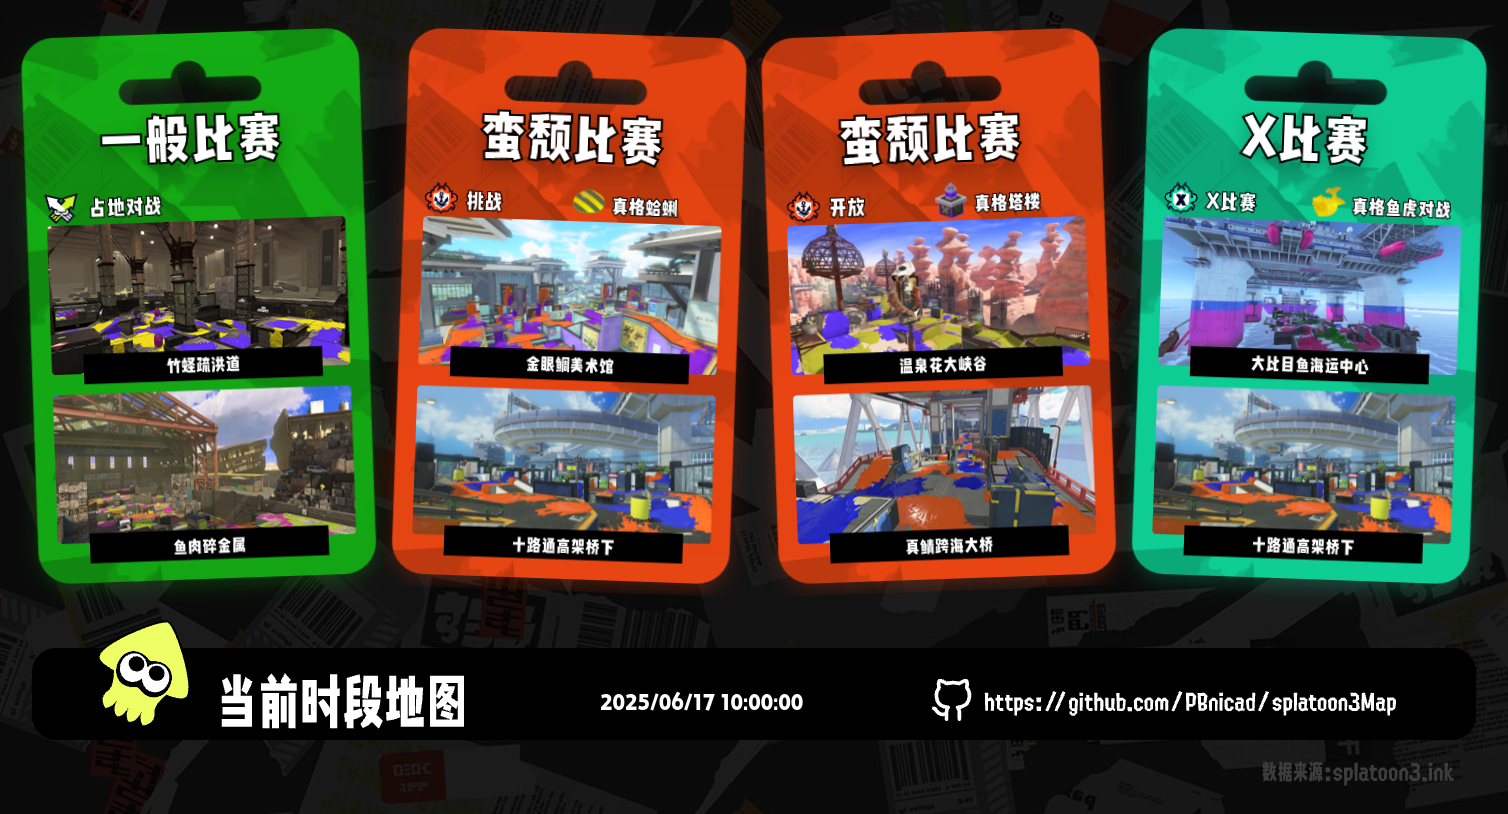 一般比赛
占地对战
竹蛏疏洪道
鱼肉碎金属
蛮颓比赛
挑战
真格蛤蜊
金眼鲷美术馆
十路通高架桥下
蛮颓比赛
开放
真格塔楼
温泉花大峡谷
真鲭跨海大桥
X比赛
X比赛
真格鱼虎对战
大比目鱼海运中心
十路通高架桥下
当前时段地图
2025/06/17 10:00:00
https://github.com/PBnicad/splatoon3Map
数据来源:splatoon3.ink